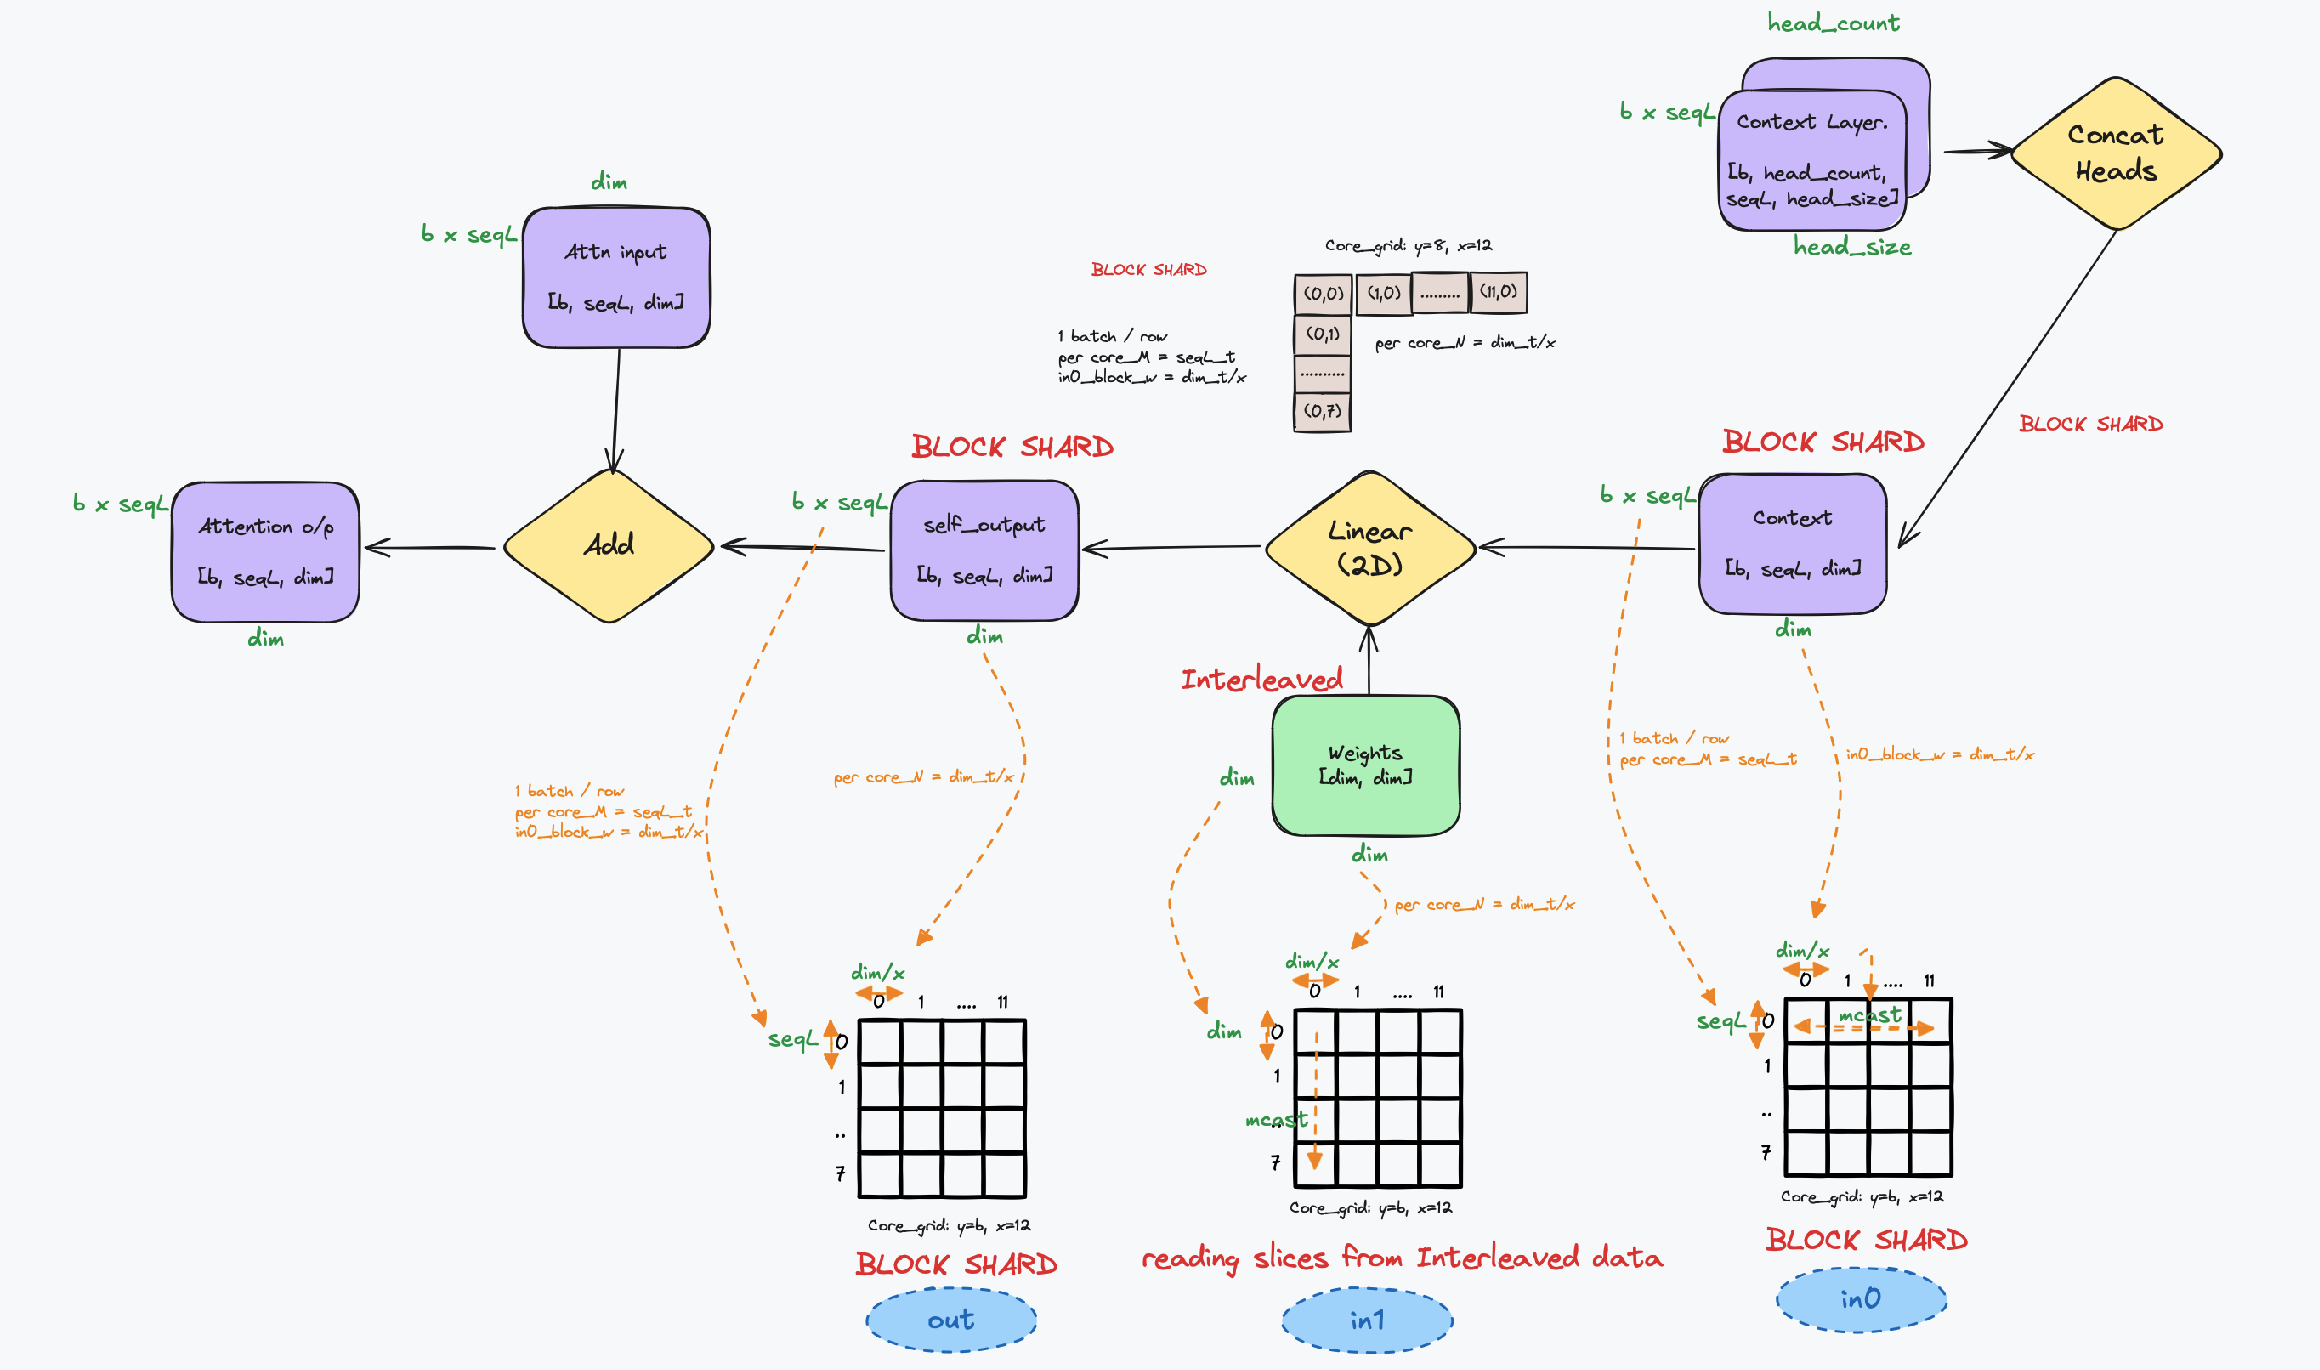 head_count
b x seqL
Context Layer.
[b, head_count,
seqL, head_size]
head_size
Concat
Heads
dim
b x seqL
Attn input
[b, seqL, dim]
Core_grid: y=8, x=12
BLOCK SHARD
(0,0)
(1,0)
.........
(11,0)
(0,1)
..........
(0,7)
1 batch / row
per core_M = seqL_t
in0_block_w = dim_t/x
per core_N = dim_t/x
BLOCK SHARD
b x seqL
Attention o/p
[b, seqL, dim]
dim
Add
BLOCK SHARD
b x seqL
self_output
[b, seqL, dim]
dim
Linear
(2D)
BLOCK SHARD
b x seqL
Context
[b, seqL, dim]
dim
Interleaved
Weights
[dim, dim]
dim
dim
1 batch / row
per core_M = seqL_t
in0_block_w = dim_t/x
per core_N = dim_t/x
per core_N = dim_t/x
1 batch / row
per core_M = seqL_t
in0_block_w = dim_t/x
dim/x
0 1 .... 11
seqL
0
1
..
7
Core_grid: y=b, x=12
BLOCK SHARD
out
dim/x
0 1 .... 11
dim
0
1
mcast
..
7
Core_grid: y=b, x=12
reading slices from Interleaved data
in1
dim/x
0 1 .... 11
seqL
0
mcast
1
..
7
Core_grid: y=b, x=12
BLOCK SHARD
in0